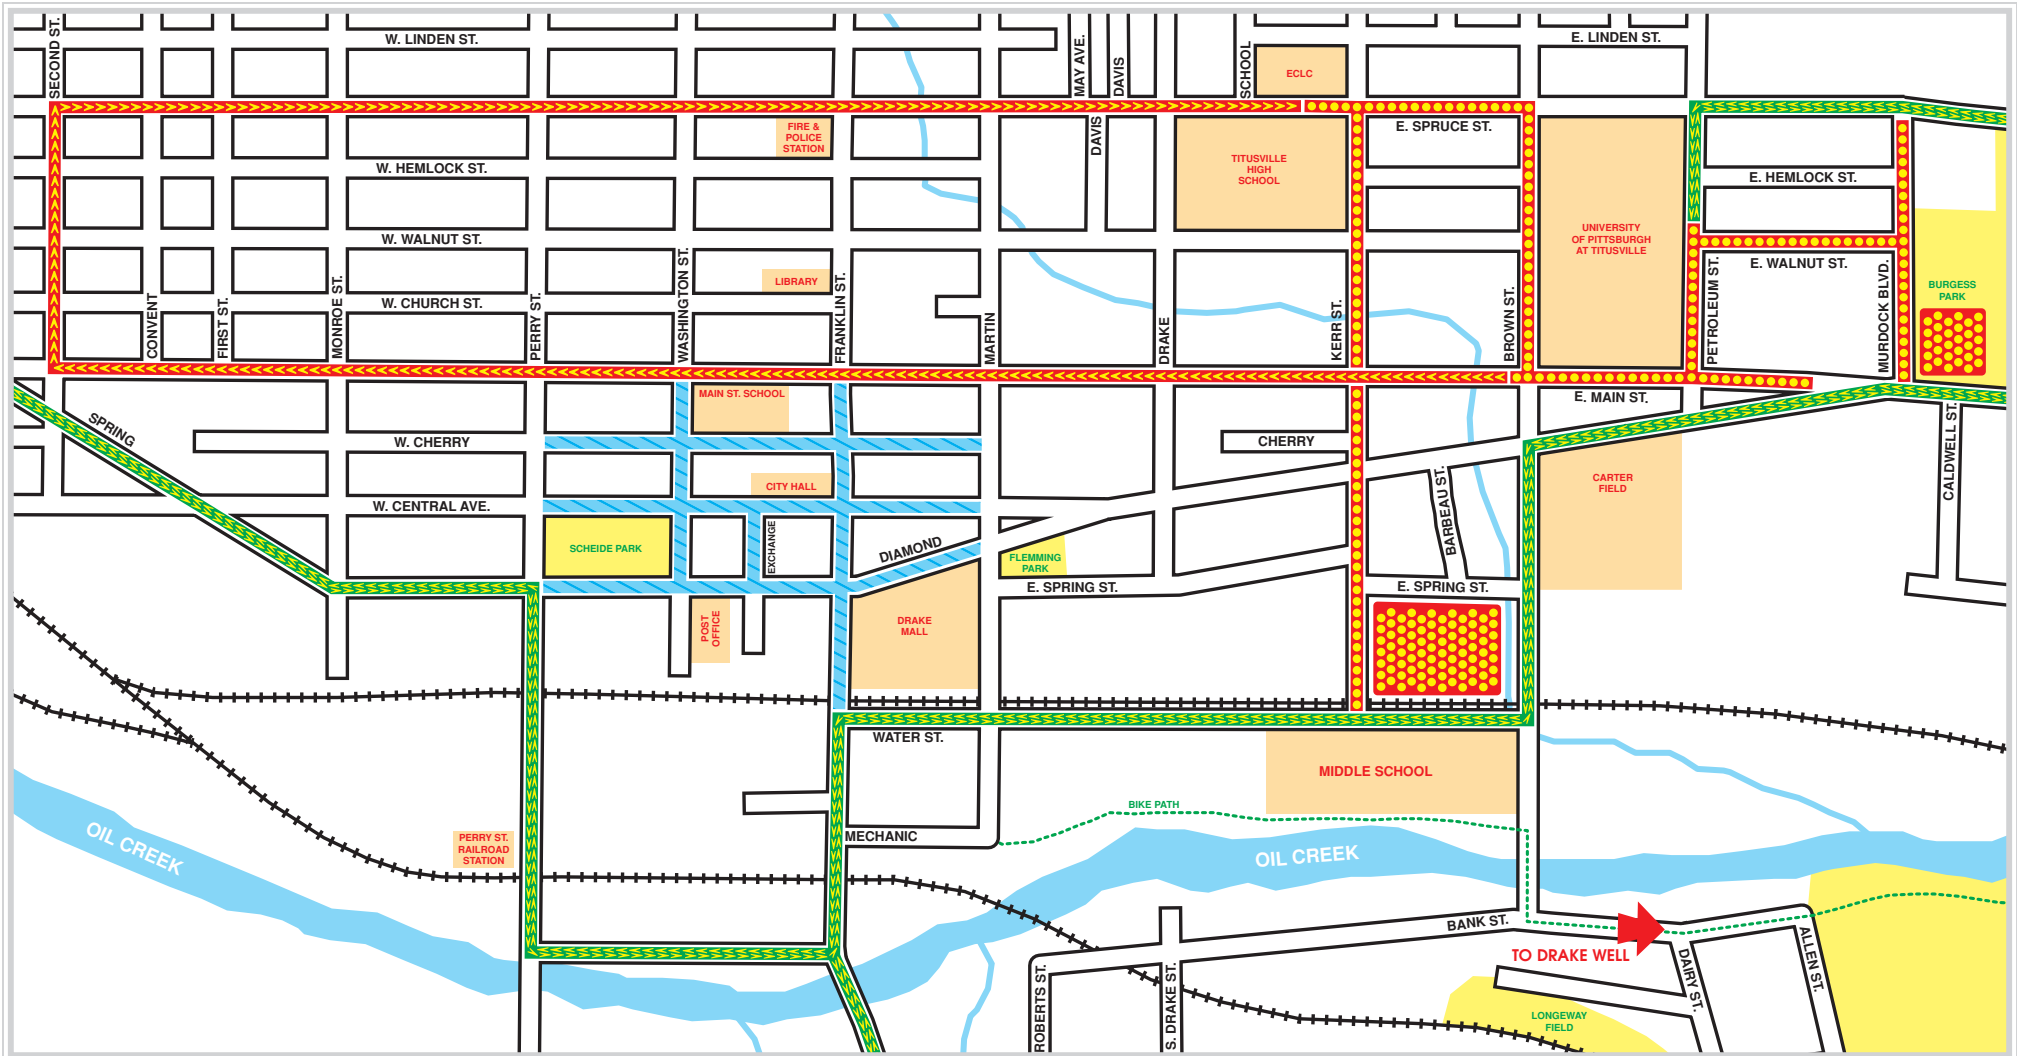 SECOND ST.
W. LINDEN ST.
MAY AVE.
DAVIS
SCHOOL
E. LINDEN ST.
ECLC
FIRE &
POLICE
STATION
DAVIS
E. SPRUCE ST.
W. HEMLOCK ST.
TITUSVILLE
HIGH
SCHOOL
E. HEMLOCK ST.
W. WALNUT ST.
UNIVERSITY
OF PITTSBURGH
AT TITUSVILLE
E. WALNUT ST.
LIBRARY
BURGESS
PARK
W. CHURCH ST.
CONVENT
FIRST ST.
MONROE ST.
PERRY ST.
WASHINGTON ST.
FRANKLIN ST.
MARTIN
DRAKE
KERR ST.
BROWN ST.
PETROLEUM ST.
MURDOCK BLVD.
MAIN ST. SCHOOL
E. MAIN ST.
SPRING
W. CHERRY
CHERRY
CALDWELL ST.
CITY HALL
BARBEAU ST.
CARTER
FIELD
W. CENTRAL AVE.
SCHEIDE PARK
EXCHANGE
DIAMOND
FLEMMING
PARK
E. SPRING ST.
E. SPRING ST.
POST
OFFICE
DRAKE
MALL
WATER ST.
MIDDLE SCHOOL
BIKE PATH
OIL CREEK
PERRY ST.
RAILROAD
STATION
MECHANIC
OIL CREEK
BANK ST.
TO DRAKE WELL
ROBERTS ST.
S. DRAKE ST.
DAIRY ST.
ALLEN ST.
LONGEWAY
FIELD